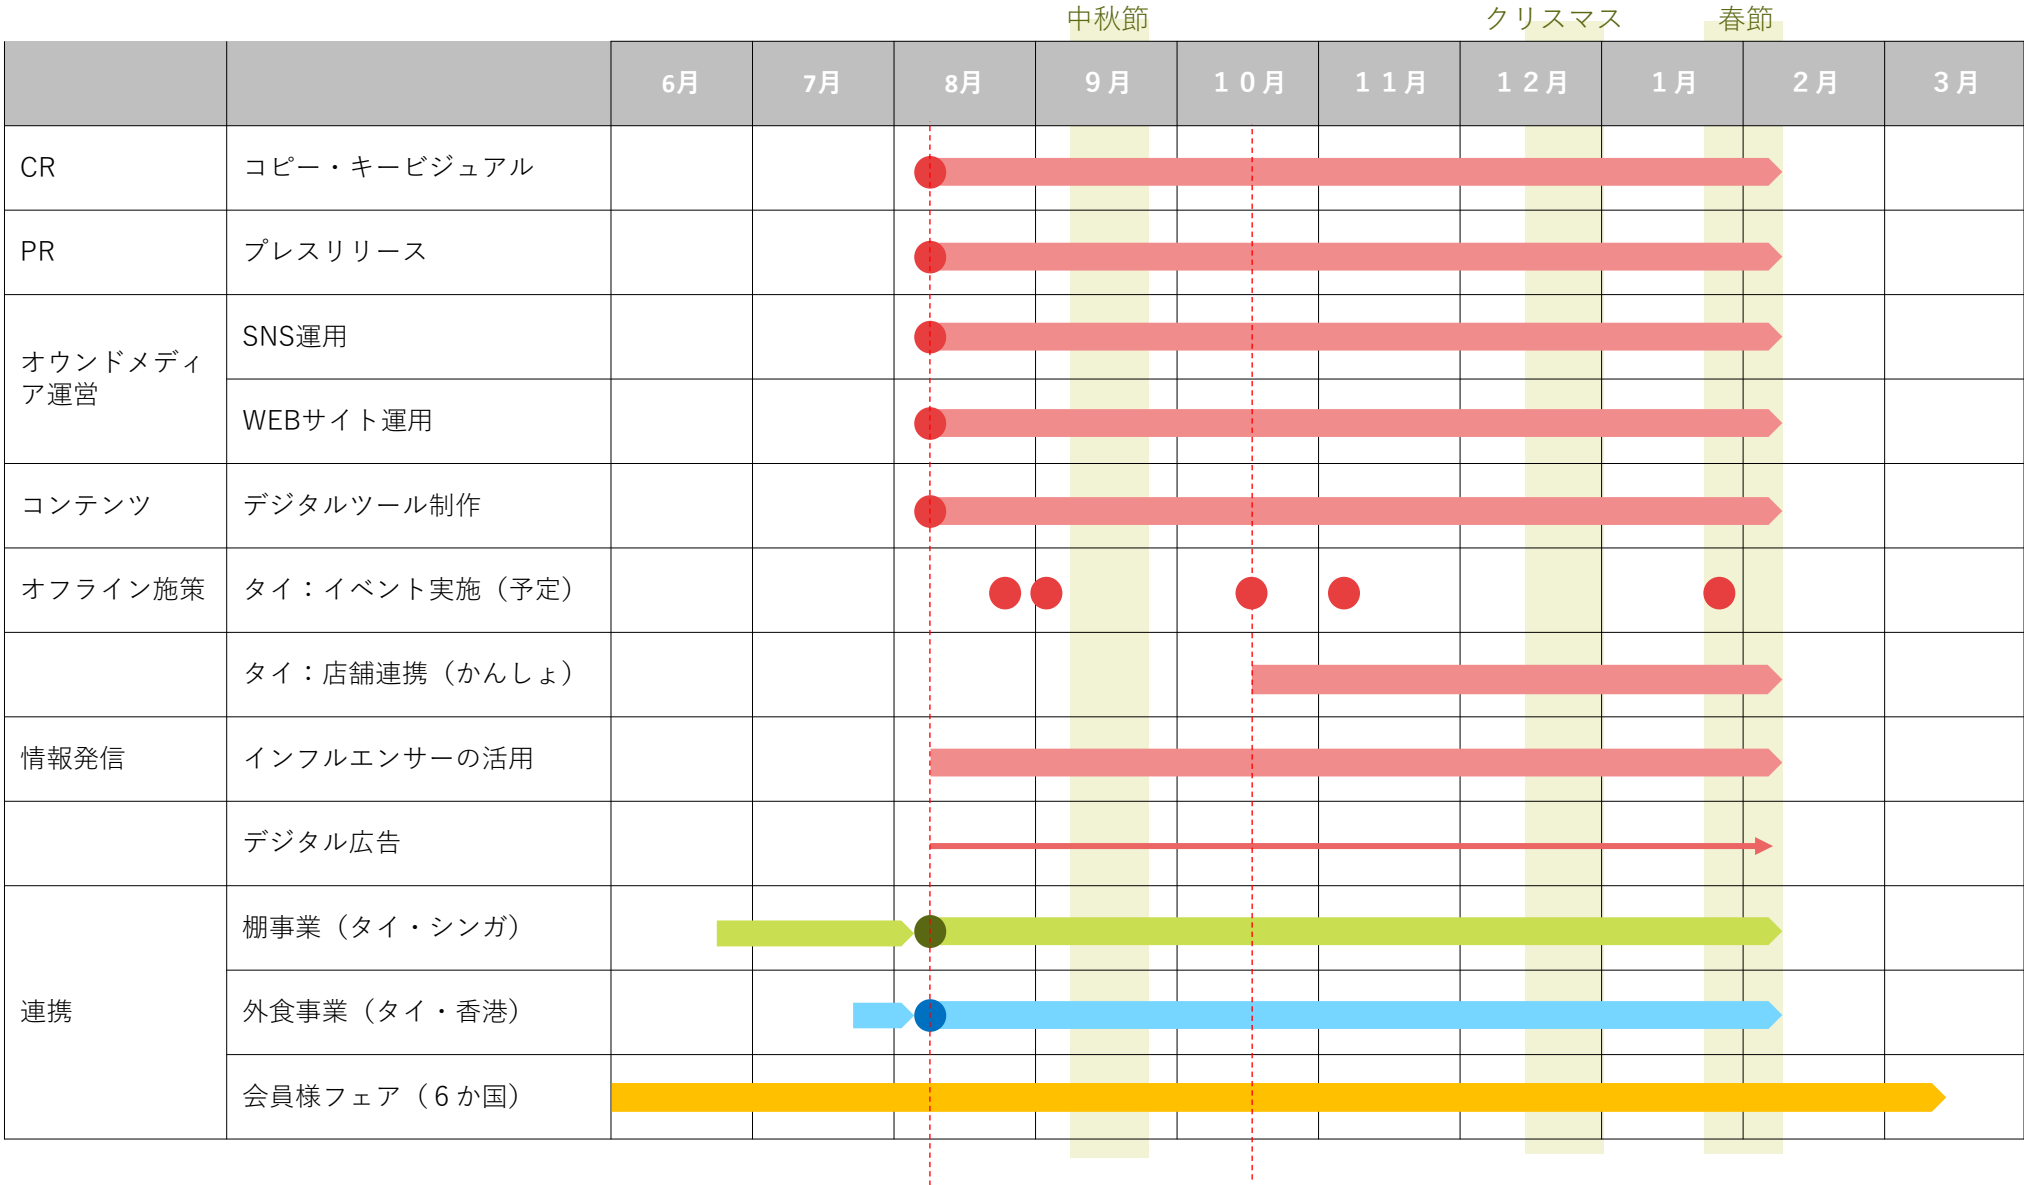 中秋節
クリスマス
春節
6月
7月
8月
９月
１０月
１１月
１２月
１月
２月
３月
CR
コピー・キービジュアル
PR
プレスリリース
オウンドメディ
ア運営
SNS運用
WEBサイト運用
コンテンツ
デジタルツール制作
オフライン施策
タイ：イベント実施（予定）
タイ：店舗連携（かんしょ）
情報発信
インフルエンサーの活用
デジタル広告
連携
棚事業（タイ・シンガ）
外食事業（タイ・香港）
会員様フェア（６か国）